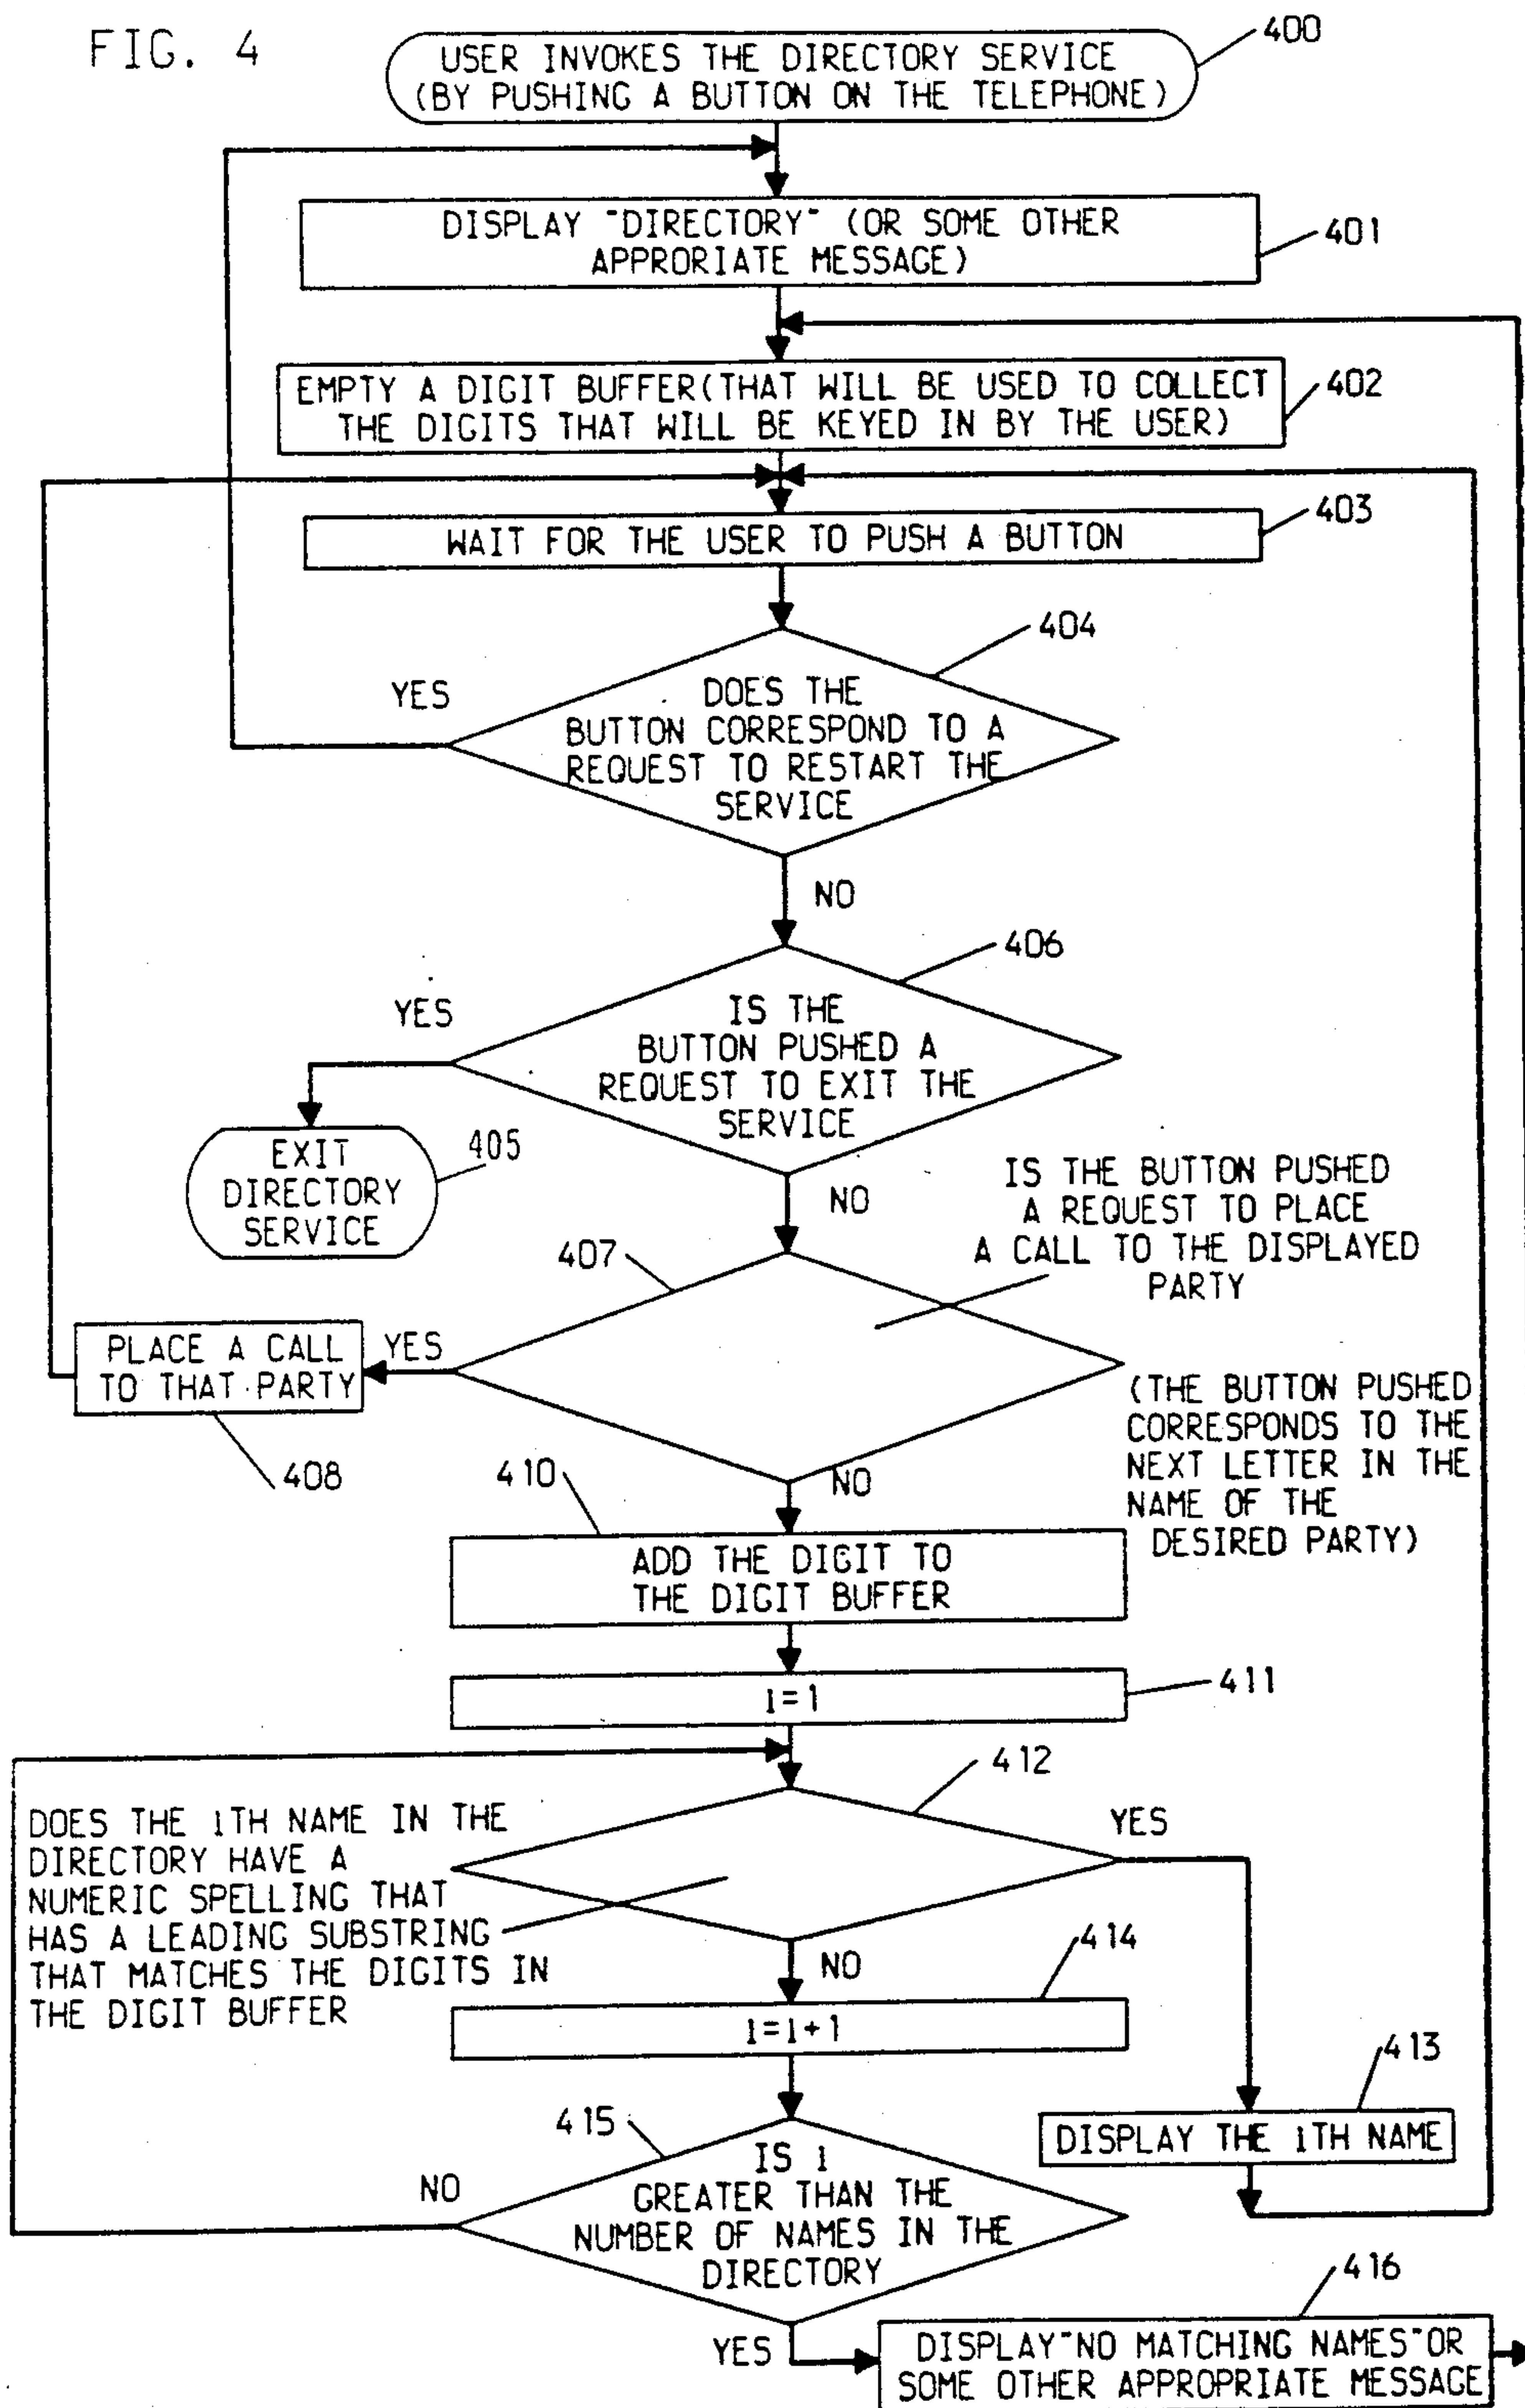 FIG. 4
400
USER INVOKES THE DIRECTORY SERVICE
(BY PUSHING A BUTTON ON THE TELEPHONE)
DISPLAY "DIRECTORY" (OR SOME OTHER
APPRORIATE MESSAGE)
401
EMPTY A DIGIT BUFFER(THAT WILL BE USED TO COLLECT
THE DIGITS THAT WILL BE KEYED IN BY THE USER)
402
WAIT FOR THE USER TO PUSH A BUTTON
403
404
YES
DOES THE
BUTTON CORRESPOND TO A
REQUEST TO RESTART THE
SERVICE
NO
406
YES
IS THE
BUTTON PUSHED A
REQUEST TO EXIT THE
SERVICE
EXIT
DIRECTORY
SERVICE
405
NO
IS THE BUTTON PUSHED
A REQUEST TO PLACE
A CALL TO THE DISPLAYED
PARTY
407
PLACE A CALL
TO THAT PARTY
YES
408
(THE BUTTON PUSHED
CORRESPONDS TO THE
NEXT LETTER IN THE
NAME OF THE
DESIRED PARTY)
NO
410
ADD THE DIGIT TO
THE DIGIT BUFFER
i=1
411
412
DOES THE iTH NAME IN THE
DIRECTORY HAVE A
NUMERIC SPELLING THAT
HAS A LEADING SUBSTRING
THAT MATCHES THE DIGITS IN
THE DIGIT BUFFER
YES
NO
414
i=i+1
413
DISPLAY THE iTH NAME
415
NO
IS i
GREATER THAN THE
NUMBER OF NAMES IN THE
DIRECTORY
YES
416
DISPLAY"NO MATCHING NAMES"OR
SOME OTHER APPROPRIATE MESSAGE